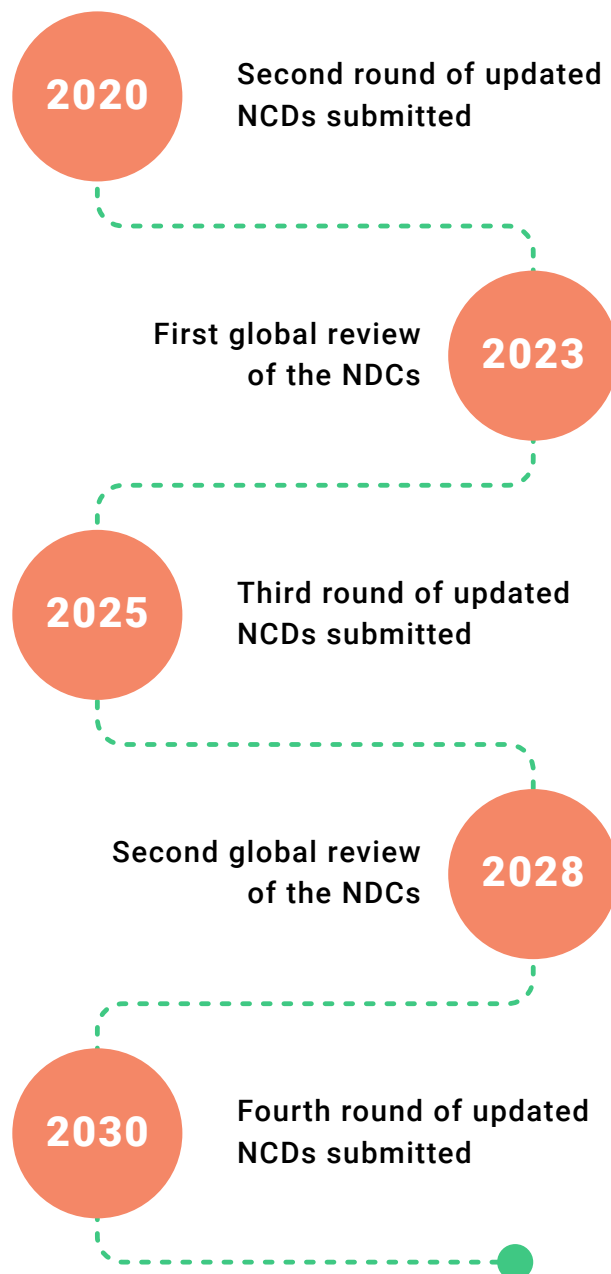 2020
Second round of updated
NCDs submitted
First global review
of the NDCs
2023
2025
Third round of updated
NCDs submitted
Second global review
of the NDCs
2028
2030
Fourth round of updated
NCDs submitted